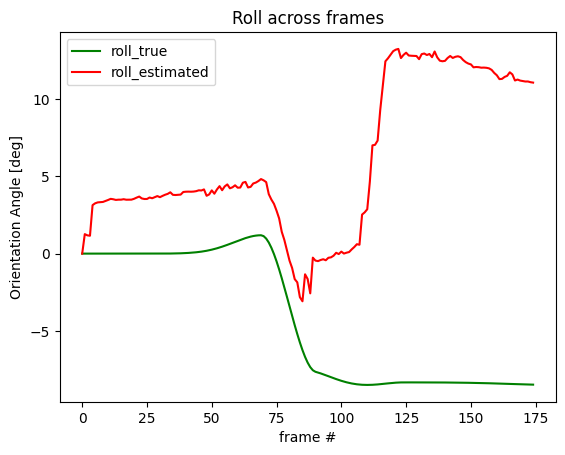 Roll across frames
roll_true
roll_estimated
Orientation Angle [deg]
10
5
0
−5
0 25 50 75 100 125 150 175
frame #